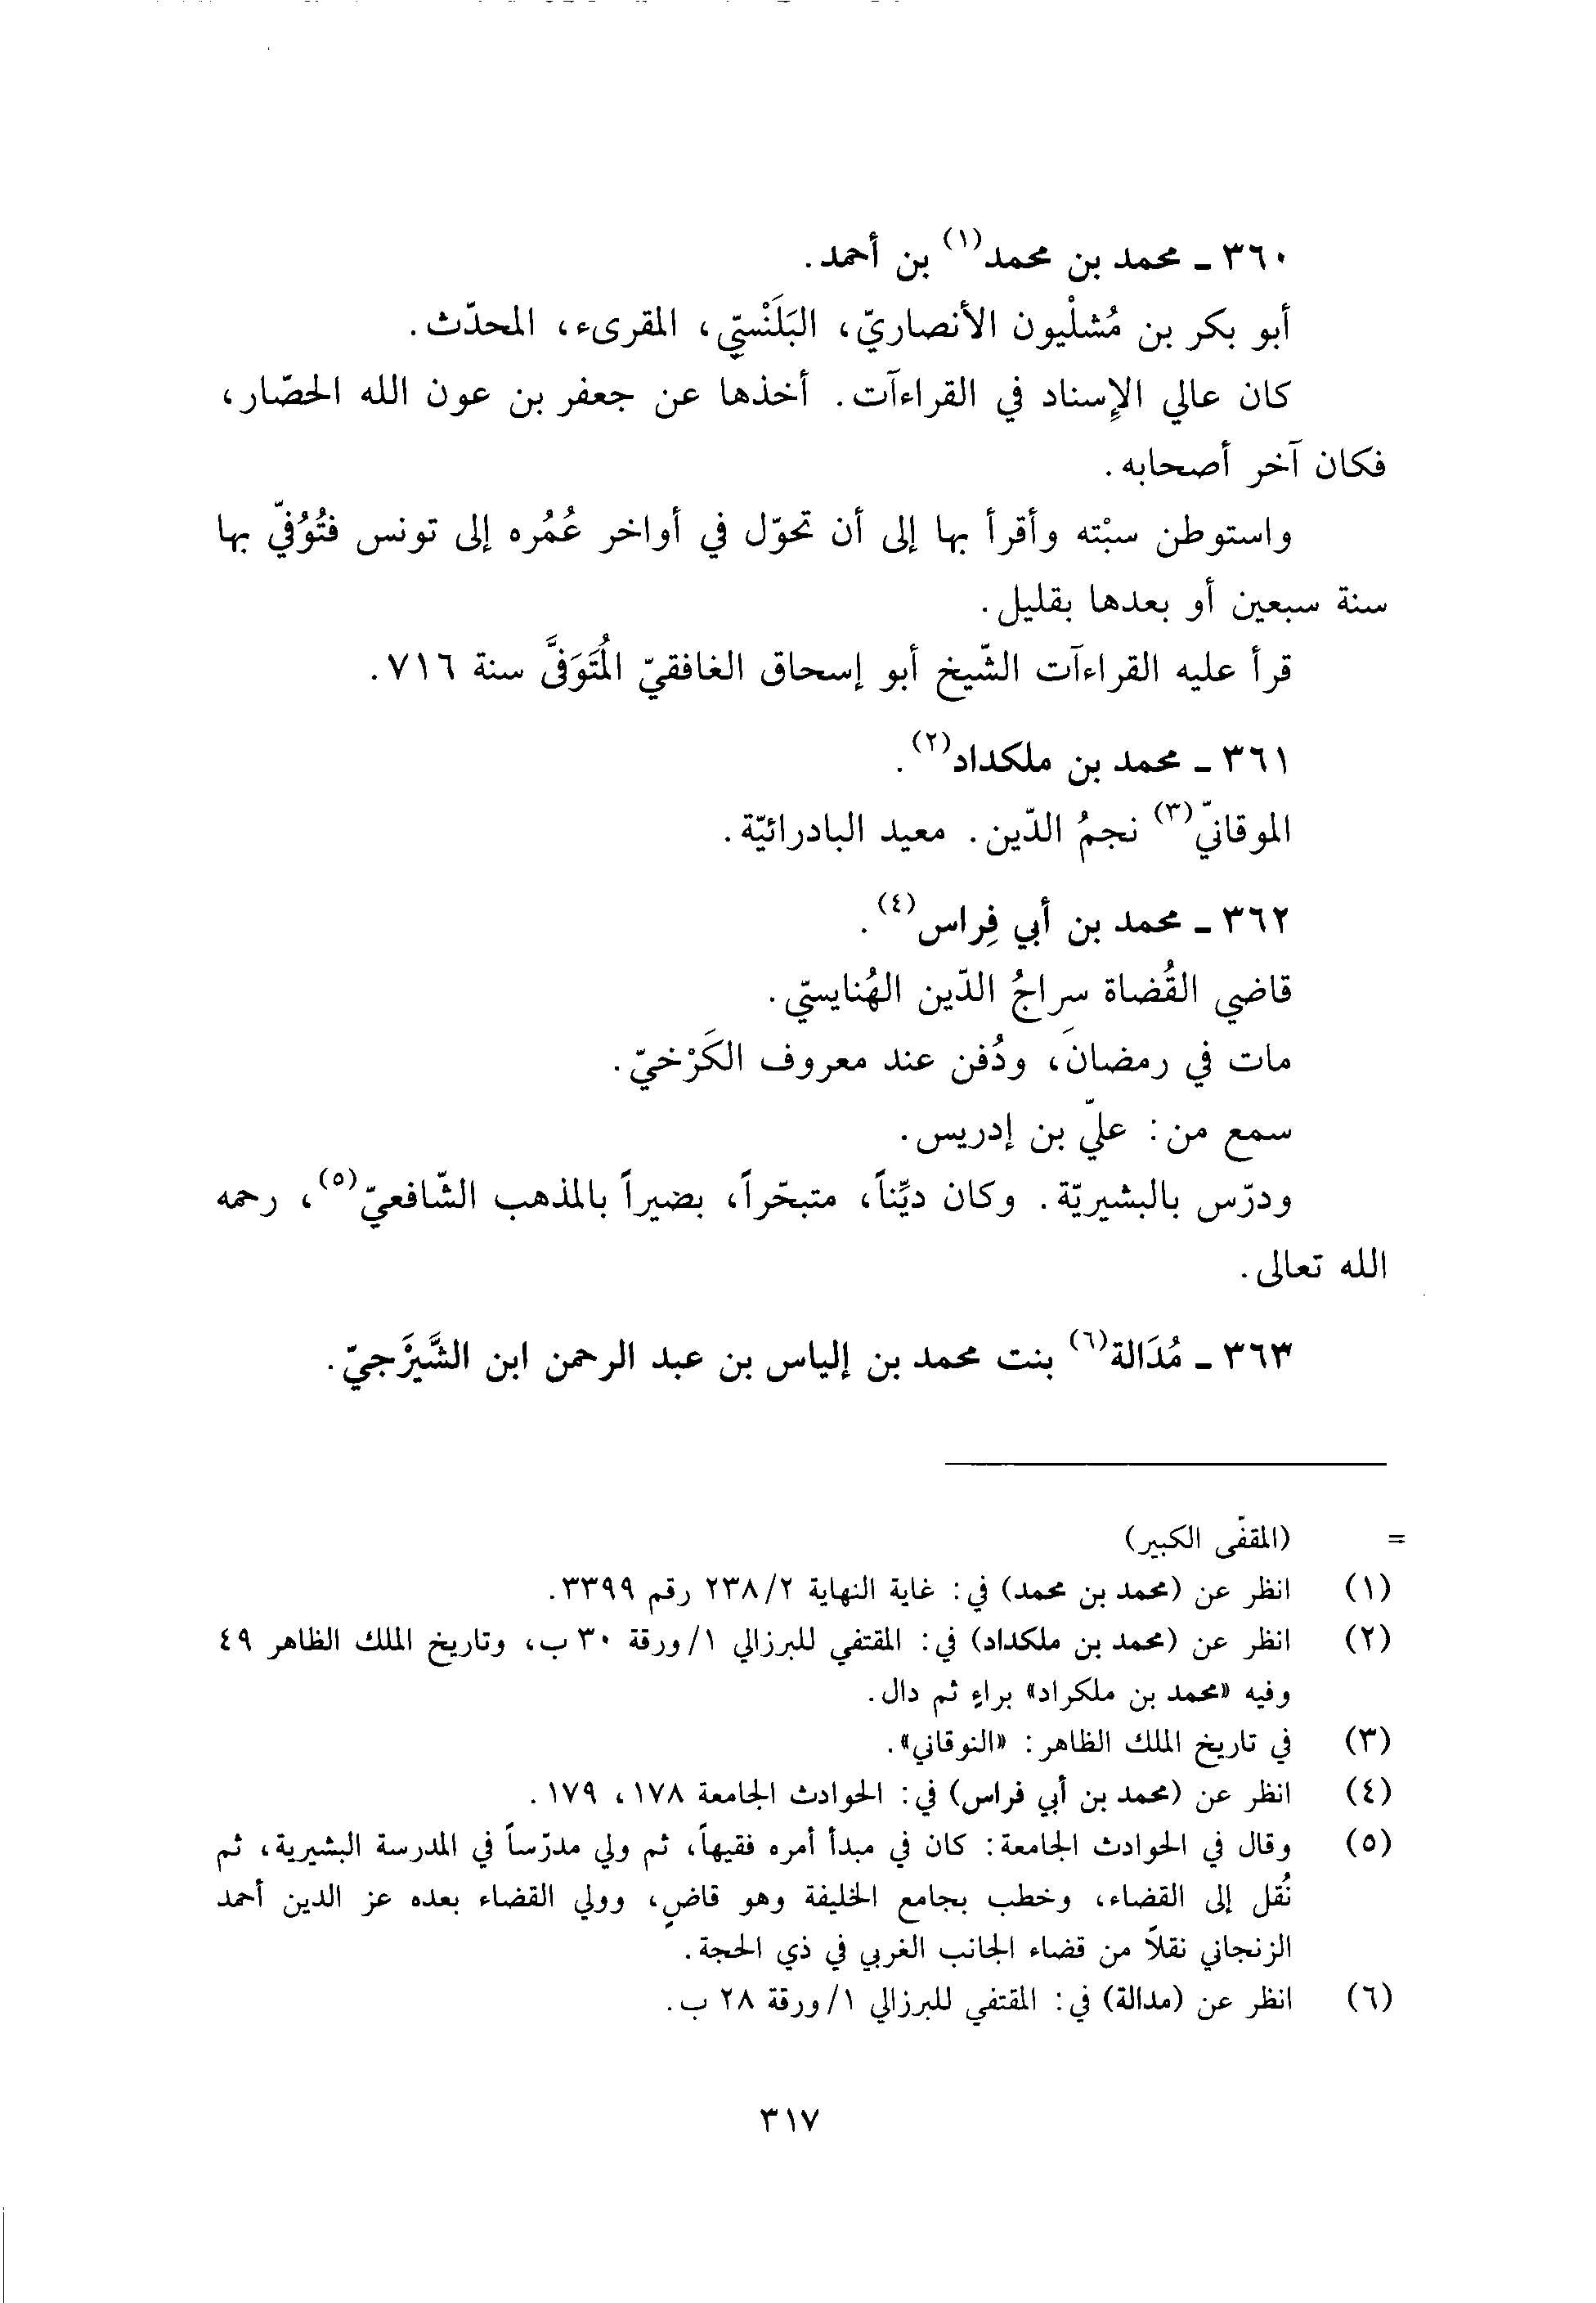 ٣٦٠ ـ محمد بن محمد(١) بن أحمد.
أبو بكر بن مُشلْيون الأنصاريّ، البَلَنْسيّ، المقرىء، المحدّث.
كان عالي الإسناد في القراءآت. أخذها عن جعفر بن عون الله الحصّار،
فكان آخر أصحابه.
واستوطن سبْته وأقرأ بها إلى أن تحوّل في أواخر عُمُره إلى تونس فتُوُفيّ بها
سنة سبعين أو بعدها بقليل.
قرأ عليه القراءآت الشّيخ أبو إسحاق الغافقيّ المُتَوَفَّى سنة ٧١٦.
٣٦١ ـ محمد بن ملكداد(٢).
الموقانيّ(٣) نجمُ الدّين. معيد البادرائيّة.
٣٦٢ ـ محمد بن أبي فِراس(٤).
قاضي القُضاة سراجُ الدّين الهُنايسيّ.
مات في رمضانَ، ودُفن عند معروف الكَرْخيّ.
سمع من: عليّ بن إدريس.
ودرّس بالبشيريّة. وكان ديِّناً، متبحّراً، بضيراً بالمذهب الشّافعيّ(٥)، رحمه
الله تعالى.
٣٦٣ ـ مُدَالة(٦) بنت محمد بن إلياس بن عبد الرحمن ابن الشَّيرَْجيّ.
= (المقفّى الكبير)
(١) انظر عن (محمد بن محمد) في: غاية النهاية ٢/ ٢٣٨ رقم ٣٣٩٩.
(٢) انظر عن (محمد بن ملكداد) في: المقتفي للبرزالي ١/ ورقة ٣٠ ب، وتاريخ الملك الظاهر ٤٩
وفيه «محمد بن ملكراد» براءٍ ثم دال.
(٣) في تاريخ الملك الظاهر: «النوقاني».
(٤) انظر عن (محمد بن أبي فراس) في: الحوادث الجامعة ١٧٨، ١٧٩.
(٥) وقال في الحوادث الجامعة: كان في مبدأ أمره فقيهاً، ثم ولي مدرّساً في المدرسة البشيرية، ثم
نُقل إلى القضاء، وخطب بجامع الخليفة وهو قاضٍ، وولي القضاء بعده عز الدين أحمد
الزنجاني نقلاً من قضاء الجانب الغربي في ذي الحجة.
(٦) انظر عن (مدالة) في: المقتفي للبرزالي ١/ ورقة ٢٨ ب.
٣١٧